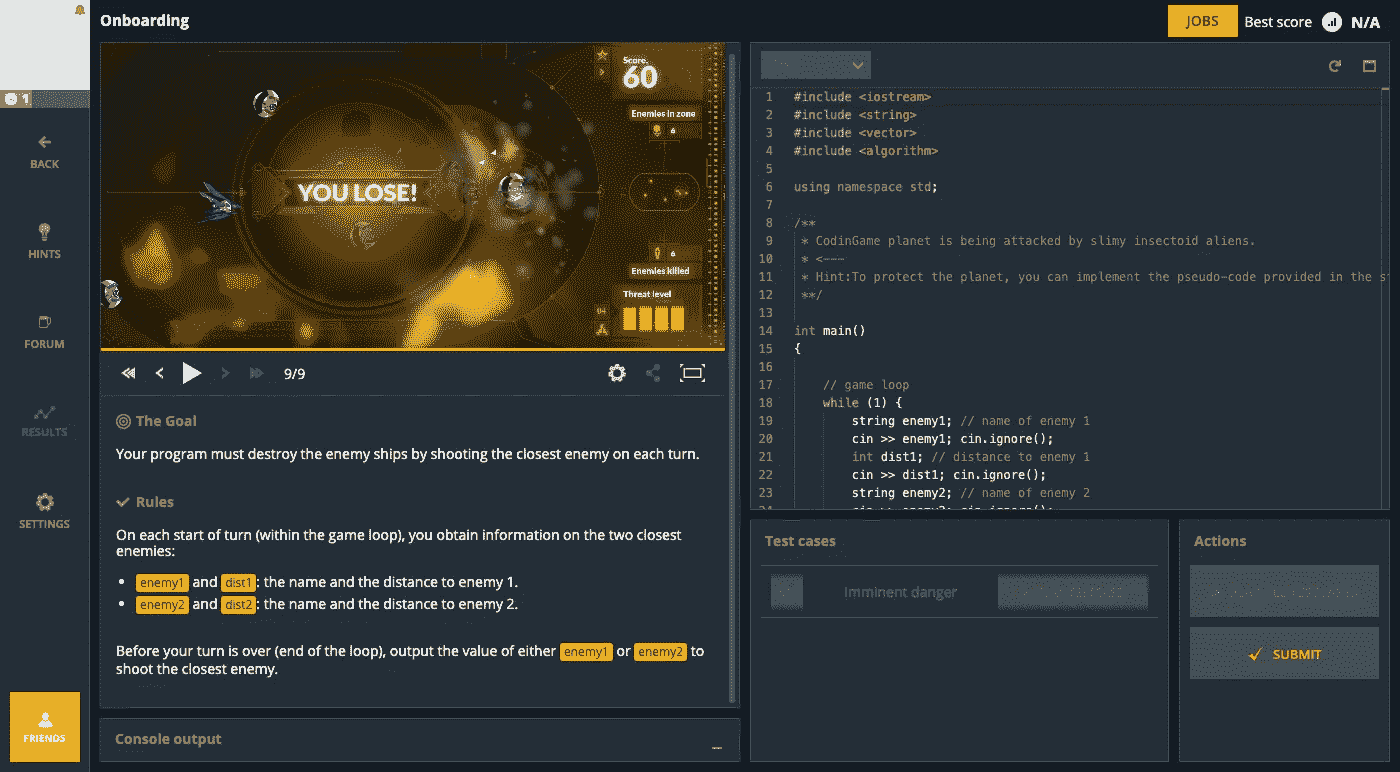 Onboarding
JOBS
Best score
N/A
1
BACK
HINTS
FORUM
RESULTS
SETTINGS
FRIENDS
Score.
60
Enemies in zone
6
YOU LOSE!
6
Enemies killed
Threat level
9/9
The Goal
Your program must destroy the enemy ships by shooting the closest enemy on each turn.
Rules
On each start of turn (within the game loop), you obtain information on the two closest
enemies:
• enemy1 and dist1: the name and the distance to enemy 1.
• enemy2 and dist2: the name and the distance to enemy 2.
Before your turn is over (end of the loop), output the value of either enemy1 or enemy2 to
shoot the closest enemy.
Console output
1 #include <iostream>
2 #include <string>
3 #include <vector>
4 #include <algorithm>
5
6 using namespace std;
7
8 /**
9 * CodinGame planet is being attacked by slimy insectoid aliens.
10 * <---
11 * Hint:To protect the planet, you can implement the pseudo-code provided in the s
12 **/
13
14 int main()
15 {
16
17 // game loop
18 while (1) {
19 string enemy1; // name of enemy 1
20 cin >> enemy1; cin.ignore();
21 int dist1; // distance to enemy 1
22 cin >> dist1; cin.ignore();
23 string enemy2; // name of enemy 2
Test cases
Imminent danger
Actions
SUBMIT